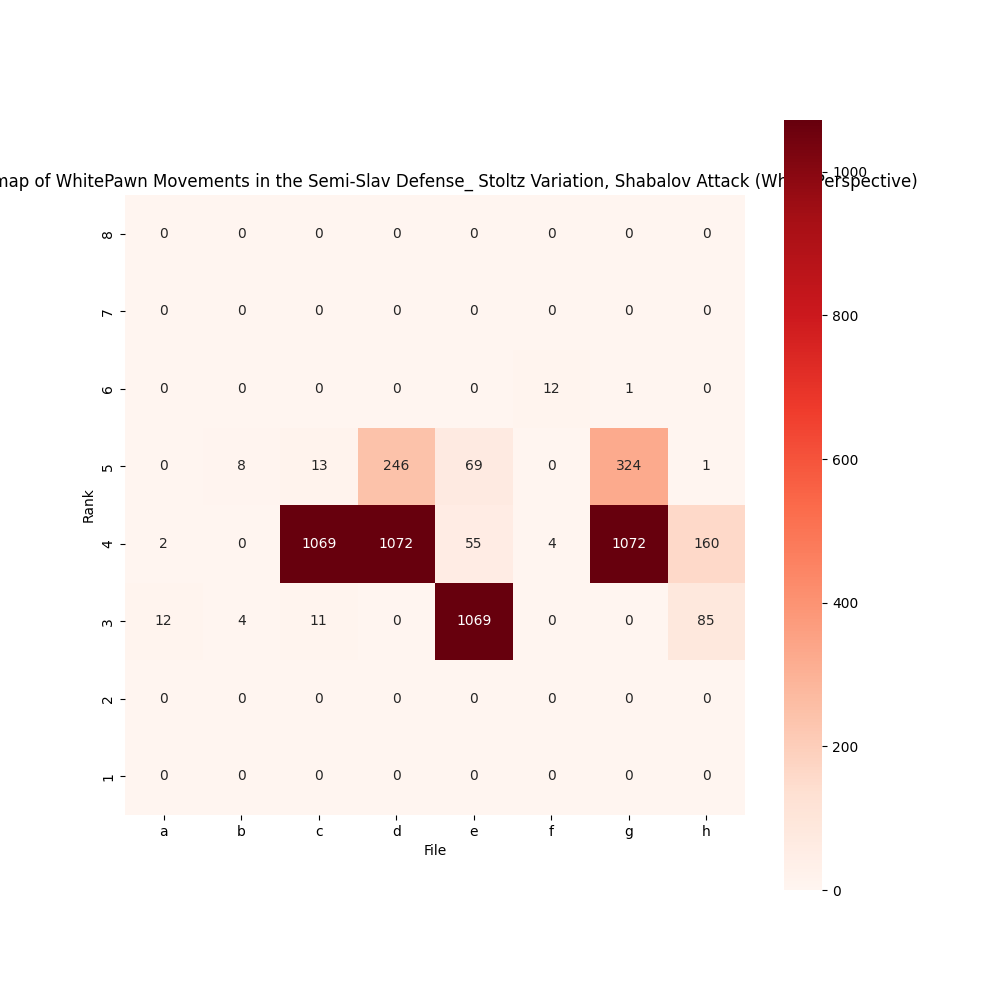 map of WhitePawn Movements in the Semi-Slav Defense_ Stoltz Variation, Shabalov Attack (Wh Perspective)
1000
8 0 0 0 0 0 0 0 0
7 0 0 0 0 0 0 0 0
800
6 0 0 0 0 0 12 1 0
5 0 8 13 246 69 0 324 1
600
Rank
4 2 0 1069 1072 55 4 1072 160
400
3 12 4 11 0 1069 0 0 85
2 0 0 0 0 0 0 0 0
200
1 0 0 0 0 0 0 0 0
a b c d e f g h
File
0